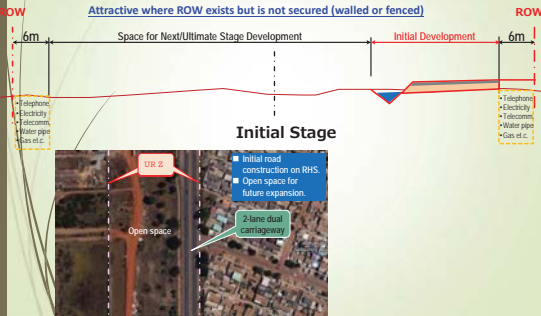 Attractive where ROW exists but is not secured (walled or fenced)
ROW
ROW
6m
Space for Next/Ultimate Stage Development
Initial Development
6m
•Telephone
•Electricity
•Telecomm.
•Water pipe
•Gas et.c.
•Telephone
•Electricity
•Telecomm.
•Water pipe
•Gas et.c.
Initial Stage
UR Z
■ Initial road
construction on RHS.
■ Open space for
future expansion.
Open space
2-lane dual
carriageway